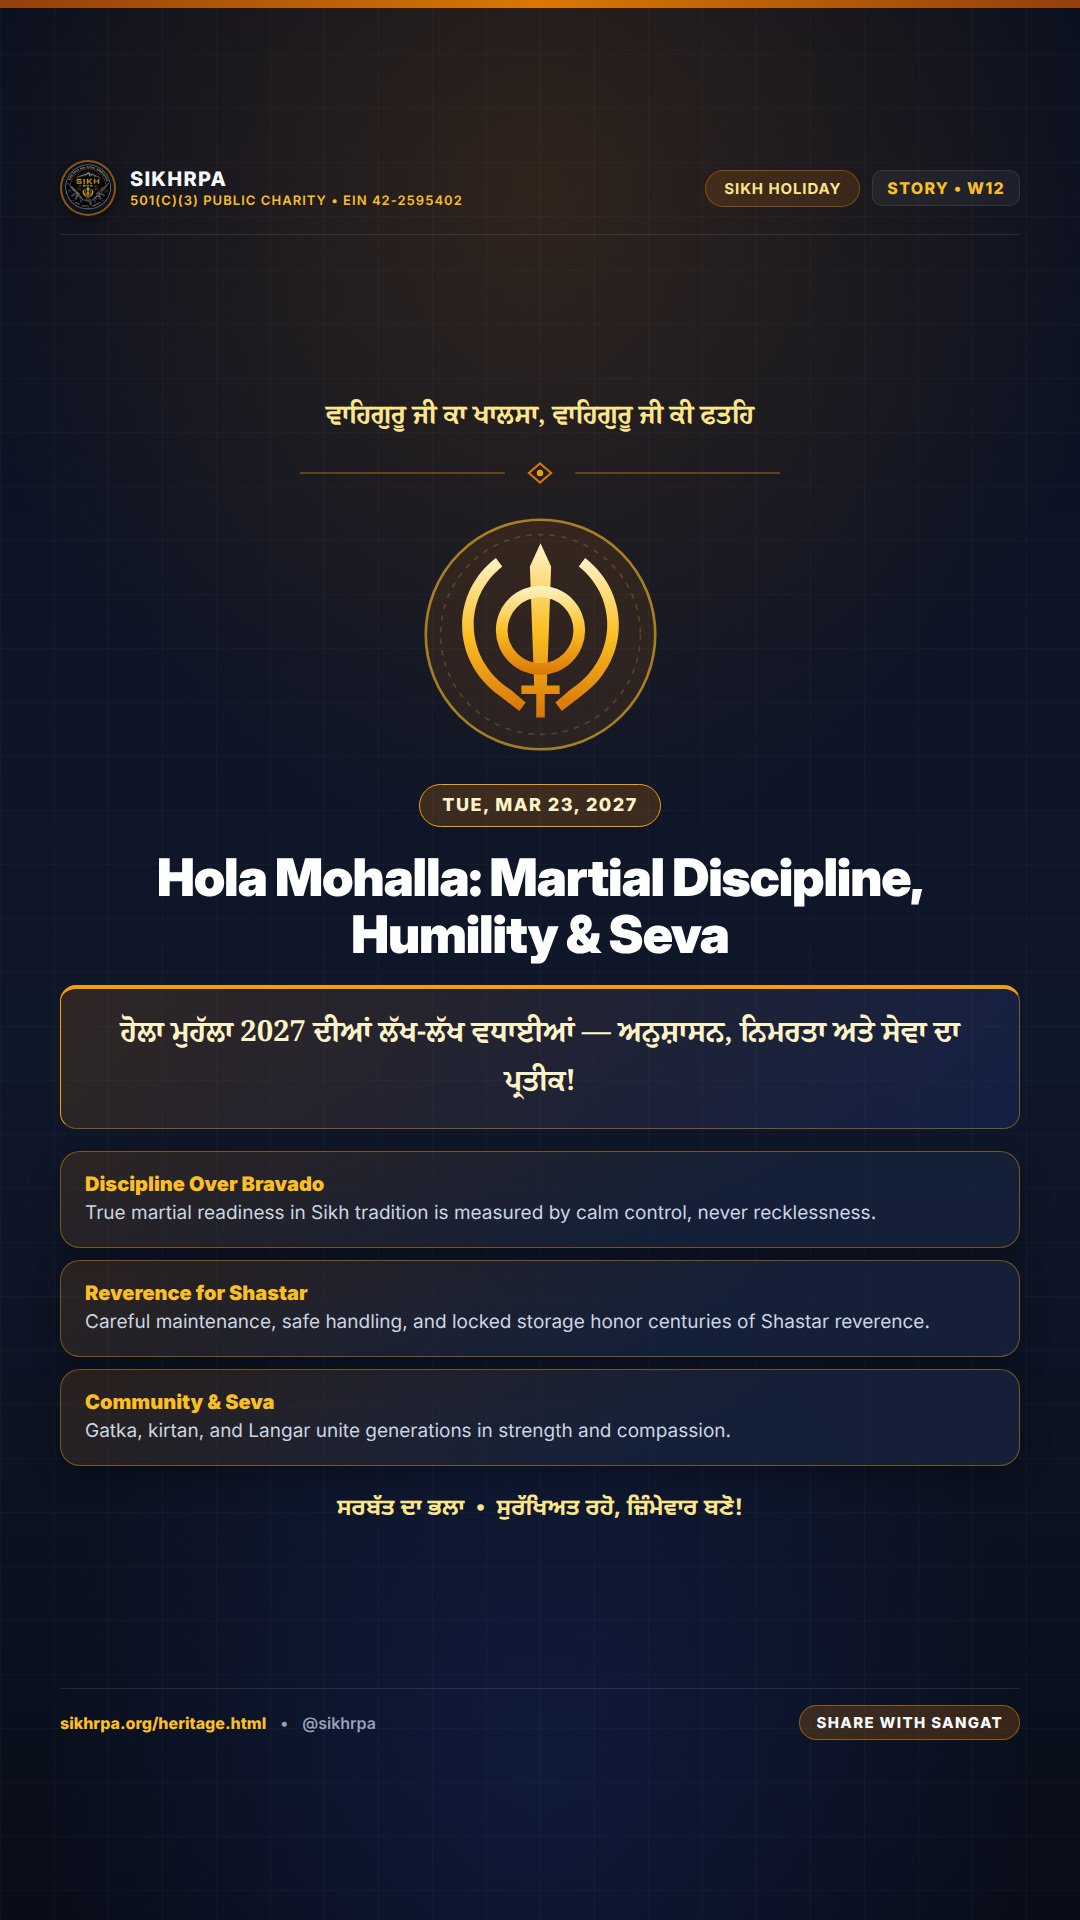 SIKHRPA
501(C)(3) PUBLIC CHARITY • EIN 42-2595402
SIKH HOLIDAY
STORY • W12
ਵਾਹਿਗੁਰੂ ਜੀ ਕਾ ਖਾਲਸਾ, ਵਾਹਿਗੁਰੂ ਜੀ ਕੀ ਫਤਹਿ
TUE, MAR 23, 2027
Hola Mohalla: Martial Discipline,
Humility & Seva
ਹੋਲਾ ਮੁਹੱਲਾ 2027 ਦੀਆਂ ਲੱਖ-ਲੱਖ ਵਧਾਈਆਂ — ਅਨੁਸ਼ਾਸਨ, ਨਿਮਰਤਾ ਅਤੇ ਸੇਵਾ ਦਾ
ਪ੍ਰਤੀਕ!
Discipline Over Bravado
True martial readiness in Sikh tradition is measured by calm control, never recklessness.
Reverence for Shastar
Careful maintenance, safe handling, and locked storage honor centuries of Shastar reverence.
Community & Seva
Gatka, kirtan, and Langar unite generations in strength and compassion.
ਸਰਬੱਤ ਦਾ ਭਲਾ • ਸੁਰੱਖਿਅਤ ਰਹੋ, ਜ਼ਿੰਮੇਵਾਰ ਬਣੋ!
sikhrpa.org/heritage.html • @sikhrpa
SHARE WITH SANGAT